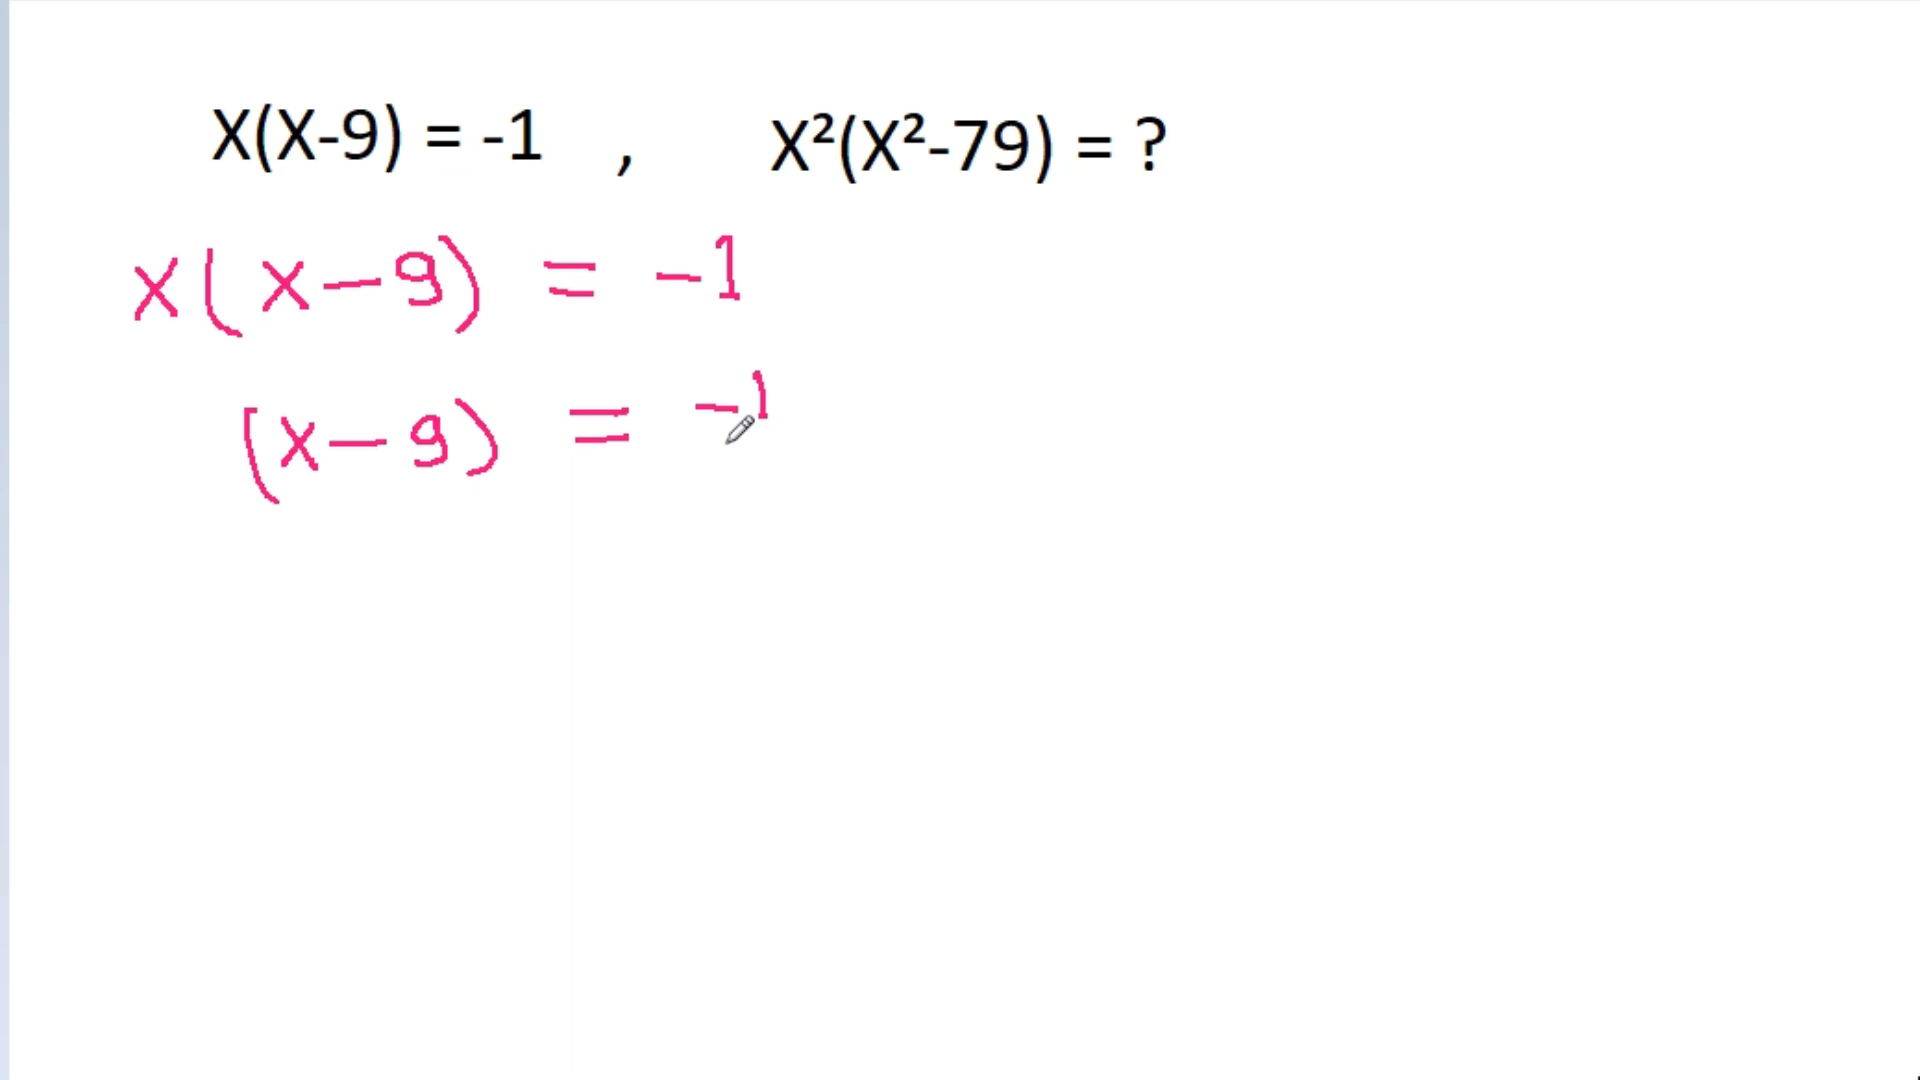 X(X-9) = -1 , X²(X²-79) = ?
x(x-9) = -1
(x-9) = -1